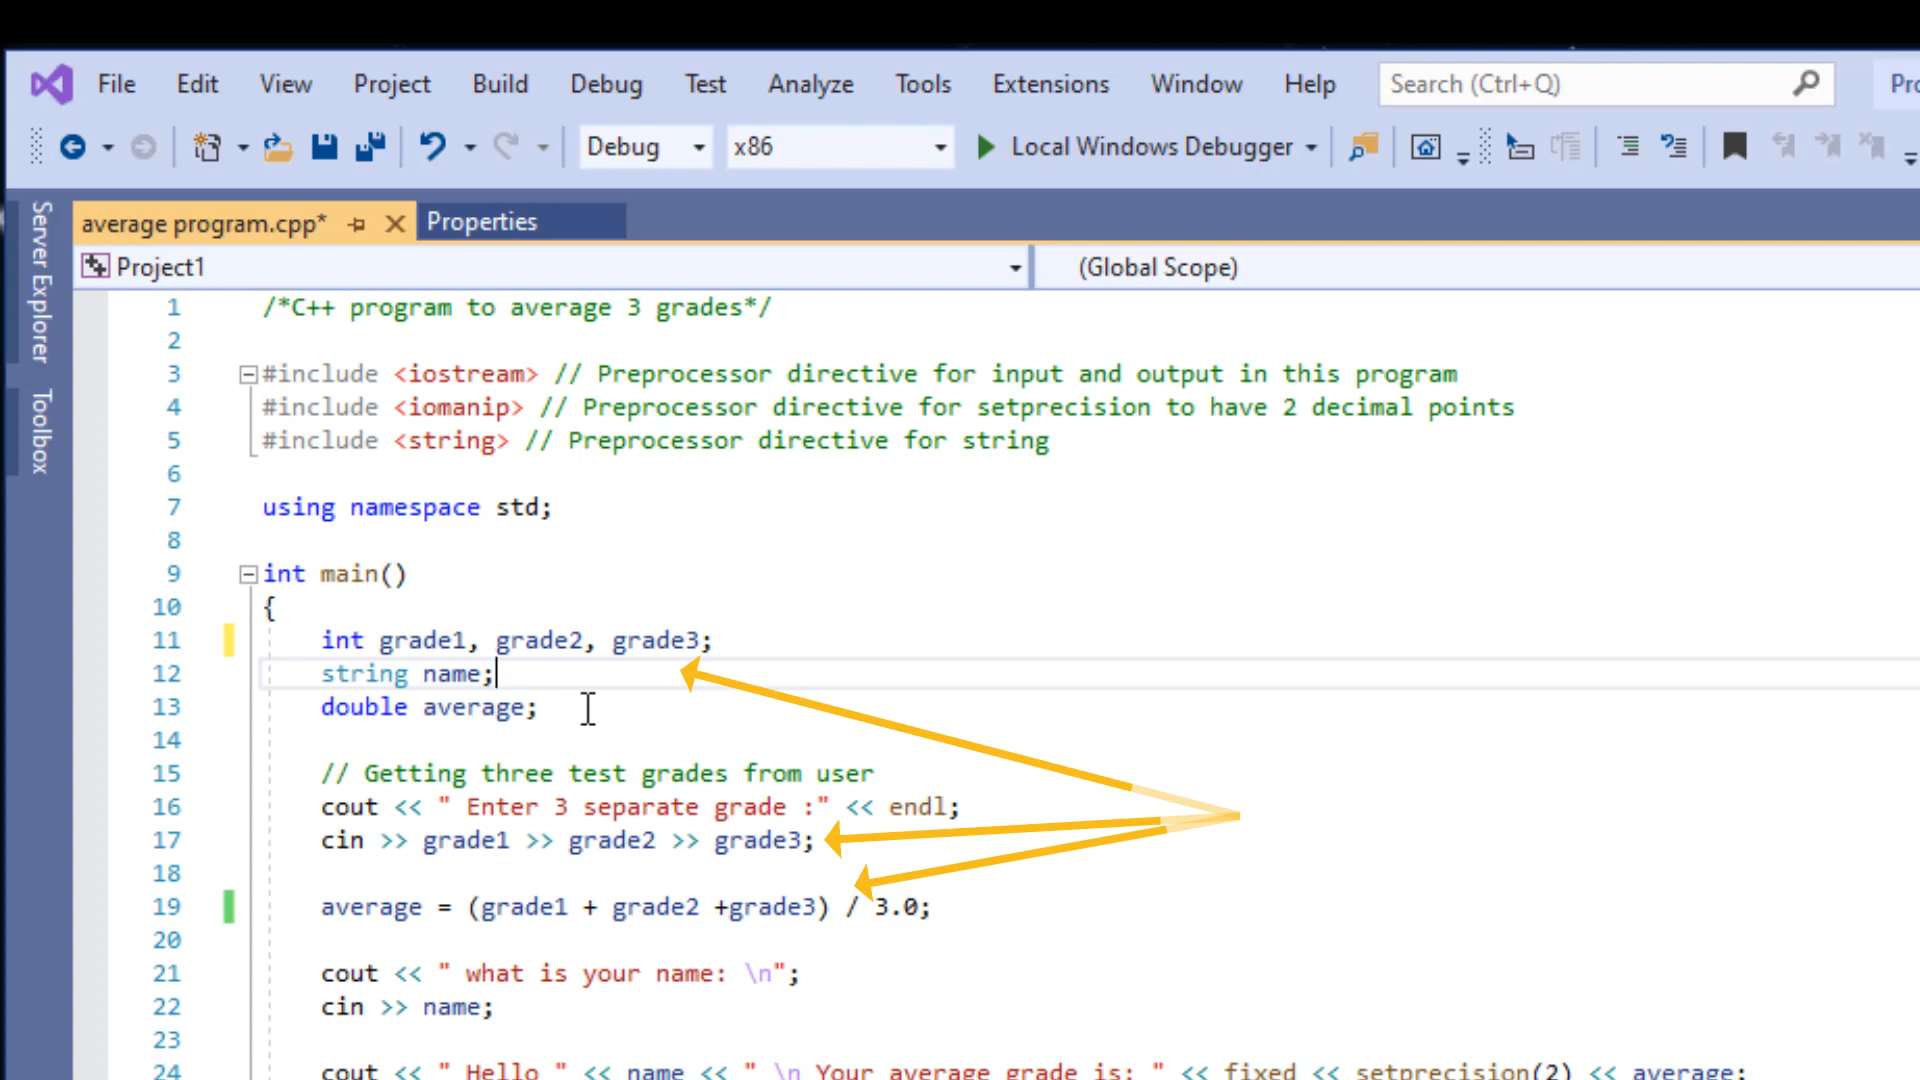 File Edit View Project Build Debug Test Analyze Tools Extensions Window Help Search (Ctrl+Q)
Debug x86 Local Windows Debugger
Server Explorer
Toolbox
average program.cpp* Properties
Project1 (Global Scope)
1 /*C++ program to average 3 grades*/
2
3 #include <iostream> // Preprocessor directive for input and output in this program
4 #include <iomanip> // Preprocessor directive for setprecision to have 2 decimal points
5 #include <string> // Preprocessor directive for string
6
7 using namespace std;
8
9 int main()
10 {
11 int grade1, grade2, grade3;
12 string name;
13 double average;
14
15 // Getting three test grades from user
16 cout << " Enter 3 separate grade :" << endl;
17 cin >> grade1 >> grade2 >> grade3;
18
19 average = (grade1 + grade2 +grade3) / 3.0;
20
21 cout << " what is your name: \n";
22 cin >> name;
23
24 cout << " Hello " << name << " \n Your average grade is: " << fixed << setprecision(2) << average;